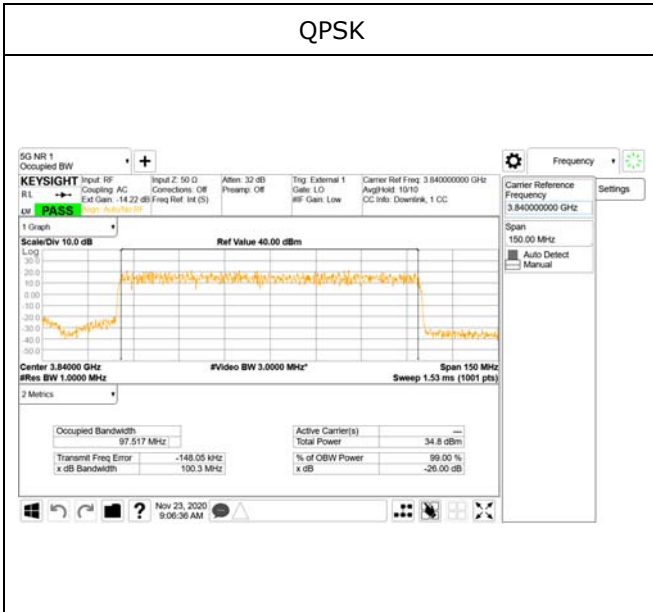 QPSK
5G NR 1
Occupied BW
+
Frequency
KEYSIGHT
RL
PASS
Input: RF
Coupling: AC
Ext Gain: -14.22 dB
Align: Auto/No RF
Input Z: 50 Ω
Corrections: Off
Freq Ref: Int (S)
Atten: 32 dB
Preamp: Off
Trig: External 1
Gate: LO
#IF Gain: Low
Carrier Ref Freq: 3.840000000 GHz
Avg|Hold: 10/10
CC Info: Downlink, 1 CC
Carrier Reference
Frequency
3.840000000 GHz
Settings
Span
150.00 MHz
Auto Detect
Manual
1 Graph
Scale/Div 10.0 dB
Ref Value 40.00 dBm
Log
30.0
20.0
10.0
0.00
-10.0
-20.0
-30.0
-40.0
-50.0
Center 3.84000 GHz
#Video BW 3.0000 MHz*
Span 150 MHz
#Res BW 1.0000 MHz
Sweep 1.53 ms (1001 pts)
2 Metrics
Occupied Bandwidth
97.517 MHz
Transmit Freq Error -148.05 kHz
x dB Bandwidth 100.3 MHz
Active Carrier(s) ---
Total Power 34.8 dBm
% of OBW Power 99.00 %
x dB -26.00 dB
?
Nov 23, 2020
9:06:36 AM